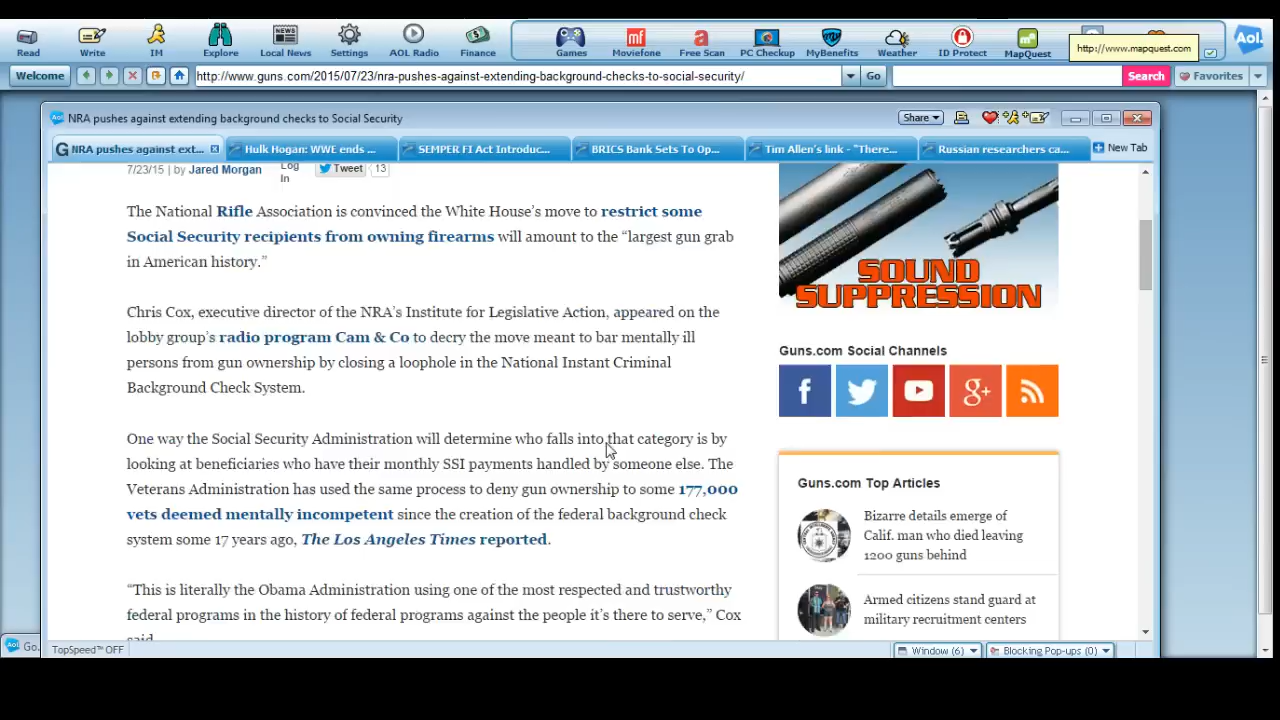 http://www.mapquest.com
Read
Write
IM
Explore
NEWS
Local News
Settings
AOL Radio
Finance
Games
mf
Moviefone
a
Free Scan
PC Checkup
MyBenefits
Weather
ID Protect
mq
MapQuest
Aol.
Welcome
http://www.guns.com/2015/07/23/nra-pushes-against-extending-background-checks-to-social-security/
Go
Search
Favorites
Aol
NRA pushes against extending background checks to Social Security
Share
G NRA pushes against ext...
Hulk Hogan: WWE ends ...
SEMPER FI Act Introduc...
BRICS Bank Sets To Op...
Tim Allen's link - "There...
Russian researchers ca...
New Tab
7/23/15 | by Jared Morgan
Log
In
Tweet
13
The National Rifle Association is convinced the White House’s move to restrict some
Social Security recipients from owning firearms will amount to the “largest gun grab
in American history.”
Chris Cox, executive director of the NRA’s Institute for Legislative Action, appeared on the
lobby group’s radio program Cam & Co to decry the move meant to bar mentally ill
persons from gun ownership by closing a loophole in the National Instant Criminal
Background Check System.
One way the Social Security Administration will determine who falls into that category is by
looking at beneficiaries who have their monthly SSI payments handled by someone else. The
Veterans Administration has used the same process to deny gun ownership to some 177,000
vets deemed mentally incompetent since the creation of the federal background check
system some 17 years ago, The Los Angeles Times reported.
“This is literally the Obama Administration using one of the most respected and trustworthy
federal programs in the history of federal programs against the people it’s there to serve,” Cox
said
SOUND
SUPPRESSION
Guns.com Social Channels
f
g+
Guns.com Top Articles
Bizarre details emerge of
Calif. man who died leaving
1200 guns behind
Armed citizens stand guard at
military recruitment centers
Aol Go.
TopSpeed™ OFF
Window (6)
Blocking Pop-ups (0)